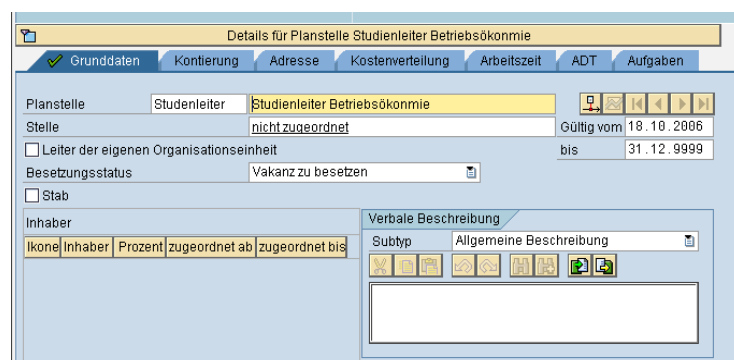 Details für Planstelle Studienleiter Betriebsökonmie
Grunddaten Kontierung Adresse Kostenverteilung Arbeitszeit ADT Aufgaben
Planstelle Studenleiter Studienleiter Betriebsökonmie
Stelle nicht zugeordnet Gültig vom 18.10.2006
Leiter der eigenen Organisationseinheit bis 31.12.9999
Besetzungsstatus Vakanz zu besetzen
Stab
Inhaber
Ikone Inhaber Prozent zugeordnet ab zugeordnet bis
Verbale Beschreibung
Subtyp Allgemeine Beschreibung